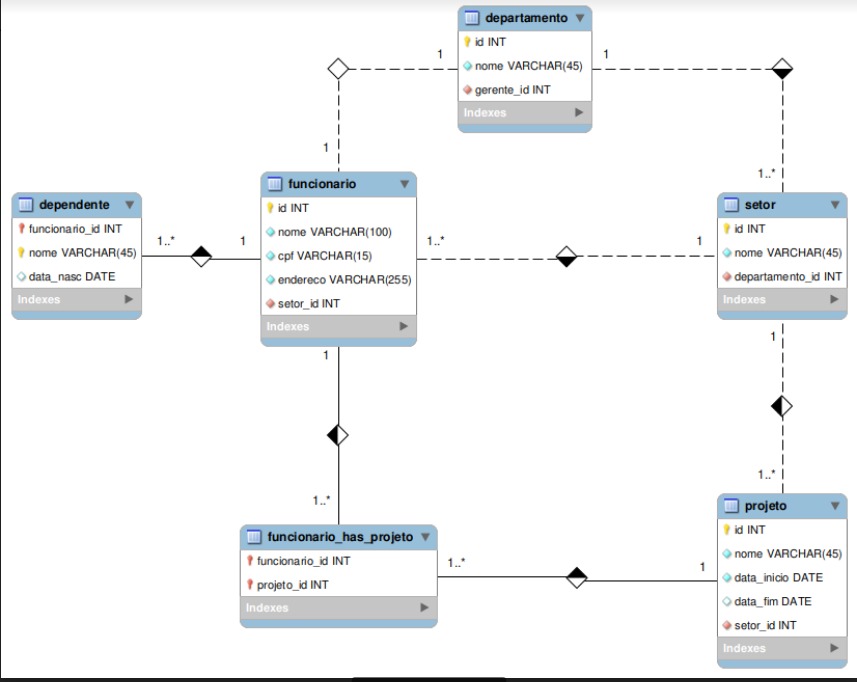 departamento
id INT
nome VARCHAR(45)
gerente_id INT
Indexes
1
1
1
1..*
funcionario
id INT
nome VARCHAR(100)
cpf VARCHAR(15)
endereco VARCHAR(255)
setor_id INT
Indexes
dependente
funcionario_id INT
nome VARCHAR(45)
data_nasc DATE
Indexes
1..*
1
1..*
1
setor
id INT
nome VARCHAR(45)
departamento_id INT
Indexes
1
1..*
1
1..*
funcionario_has_projeto
funcionario_id INT
projeto_id INT
Indexes
1..*
1
projeto
id INT
nome VARCHAR(45)
data_inicio DATE
data_fim DATE
setor_id INT
Indexes